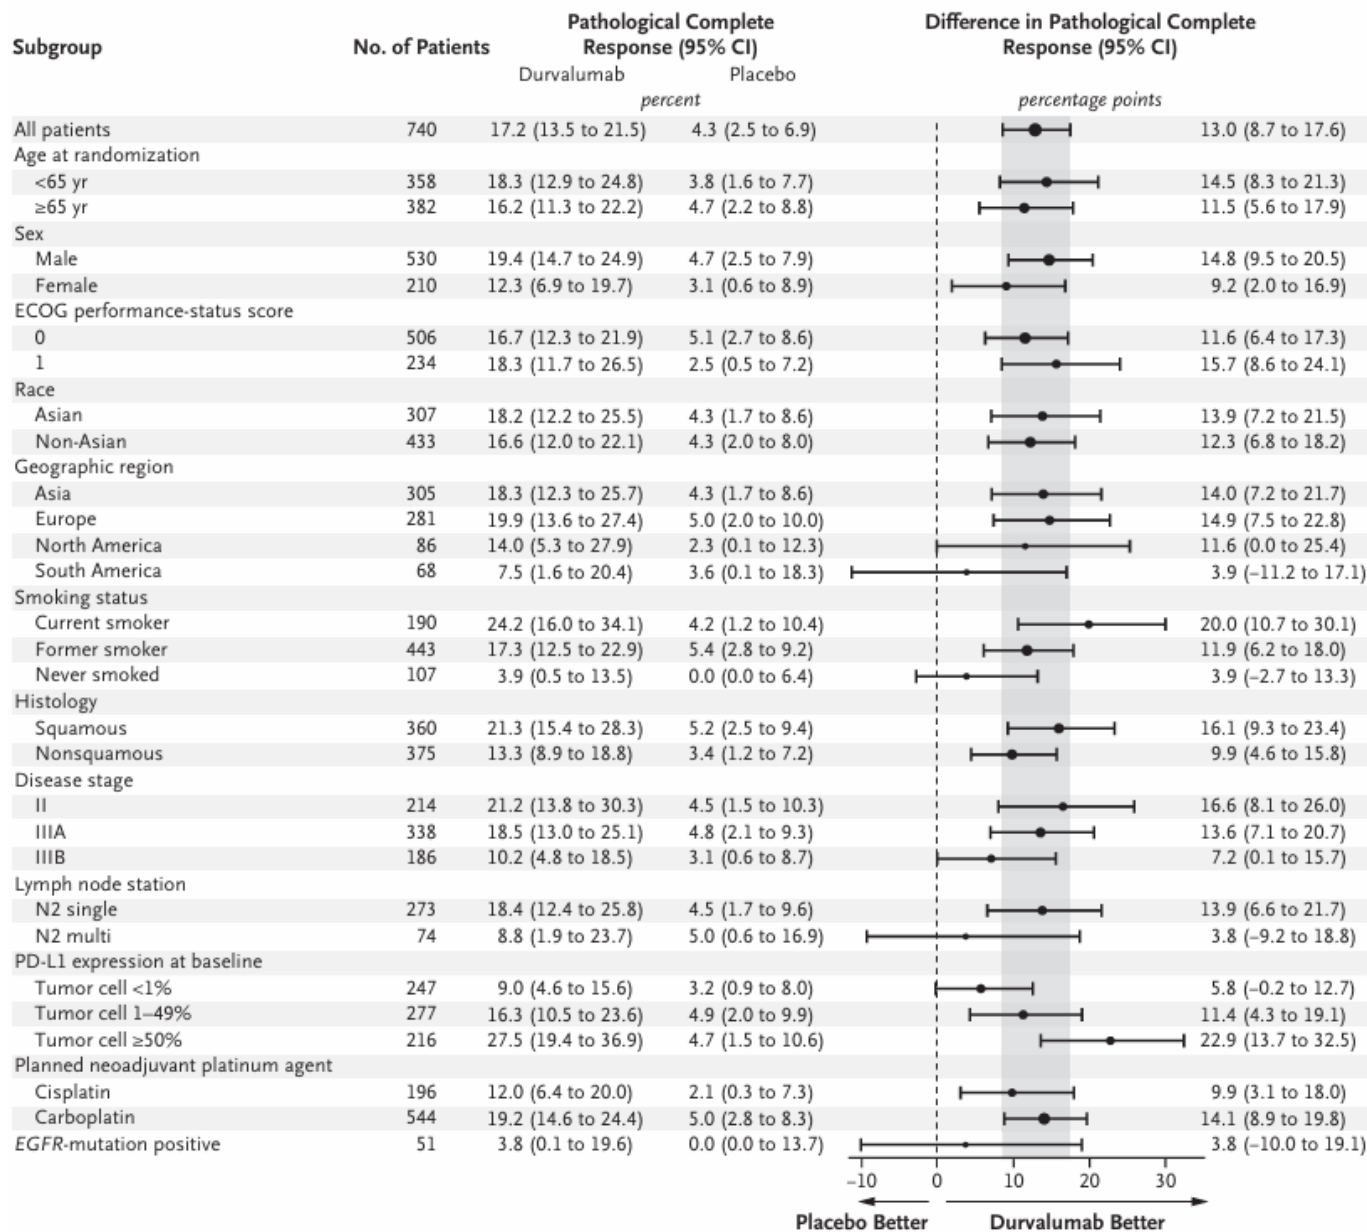 Pathological Complete Difference in Pathological Complete
Subgroup No. of Patients Response (95% CI) Response (95% CI)
Durvalumab Placebo
percent percentage points
All patients 740 17.2 (13.5 to 21.5) 4.3 (2.5 to 6.9) 13.0 (8.7 to 17.6)
Age at randomization
<65 yr 358 18.3 (12.9 to 24.8) 3.8 (1.6 to 7.7) 14.5 (8.3 to 21.3)
≥65 yr 382 16.2 (11.3 to 22.2) 4.7 (2.2 to 8.8) 11.5 (5.6 to 17.9)
Sex
Male 530 19.4 (14.7 to 24.9) 4.7 (2.5 to 7.9) 14.8 (9.5 to 20.5)
Female 210 12.3 (6.9 to 19.7) 3.1 (0.6 to 8.9) 9.2 (2.0 to 16.9)
ECOG performance-status score
0 506 16.7 (12.3 to 21.9) 5.1 (2.7 to 8.6) 11.6 (6.4 to 17.3)
1 234 18.3 (11.7 to 26.5) 2.5 (0.5 to 7.2) 15.7 (8.6 to 24.1)
Race
Asian 307 18.2 (12.2 to 25.5) 4.3 (1.7 to 8.6) 13.9 (7.2 to 21.5)
Non-Asian 433 16.6 (12.0 to 22.1) 4.3 (2.0 to 8.0) 12.3 (6.8 to 18.2)
Geographic region
Asia 305 18.3 (12.3 to 25.7) 4.3 (1.7 to 8.6) 14.0 (7.2 to 21.7)
Europe 281 19.9 (13.6 to 27.4) 5.0 (2.0 to 10.0) 14.9 (7.5 to 22.8)
North America 86 14.0 (5.3 to 27.9) 2.3 (0.1 to 12.3) 11.6 (0.0 to 25.4)
South America 68 7.5 (1.6 to 20.4) 3.6 (0.1 to 18.3) 3.9 (–11.2 to 17.1)
Smoking status
Current smoker 190 24.2 (16.0 to 34.1) 4.2 (1.2 to 10.4) 20.0 (10.7 to 30.1)
Former smoker 443 17.3 (12.5 to 22.9) 5.4 (2.8 to 9.2) 11.9 (6.2 to 18.0)
Never smoked 107 3.9 (0.5 to 13.5) 0.0 (0.0 to 6.4) 3.9 (–2.7 to 13.3)
Histology
Squamous 360 21.3 (15.4 to 28.3) 5.2 (2.5 to 9.4) 16.1 (9.3 to 23.4)
Nonsquamous 375 13.3 (8.9 to 18.8) 3.4 (1.2 to 7.2) 9.9 (4.6 to 15.8)
Disease stage
II 214 21.2 (13.8 to 30.3) 4.5 (1.5 to 10.3) 16.6 (8.1 to 26.0)
IIIA 338 18.5 (13.0 to 25.1) 4.8 (2.1 to 9.3) 13.6 (7.1 to 20.7)
IIIB 186 10.2 (4.8 to 18.5) 3.1 (0.6 to 8.7) 7.2 (0.1 to 15.7)
Lymph node station
N2 single 273 18.4 (12.4 to 25.8) 4.5 (1.7 to 9.6) 13.9 (6.6 to 21.7)
N2 multi 74 8.8 (1.9 to 23.7) 5.0 (0.6 to 16.9) 3.8 (–9.2 to 18.8)
PD-L1 expression at baseline
Tumor cell <1% 247 9.0 (4.6 to 15.6) 3.2 (0.9 to 8.0) 5.8 (–0.2 to 12.7)
Tumor cell 1–49% 277 16.3 (10.5 to 23.6) 4.9 (2.0 to 9.9) 11.4 (4.3 to 19.1)
Tumor cell ≥50% 216 27.5 (19.4 to 36.9) 4.7 (1.5 to 10.6) 22.9 (13.7 to 32.5)
Planned neoadjuvant platinum agent
Cisplatin 196 12.0 (6.4 to 20.0) 2.1 (0.3 to 7.3) 9.9 (3.1 to 18.0)
Carboplatin 544 19.2 (14.6 to 24.4) 5.0 (2.8 to 8.3) 14.1 (8.9 to 19.8)
EGFR-mutation positive 51 3.8 (0.1 to 19.6) 0.0 (0.0 to 13.7) 3.8 (–10.0 to 19.1)
–10 0 10 20 30
Placebo Better Durvalumab Better